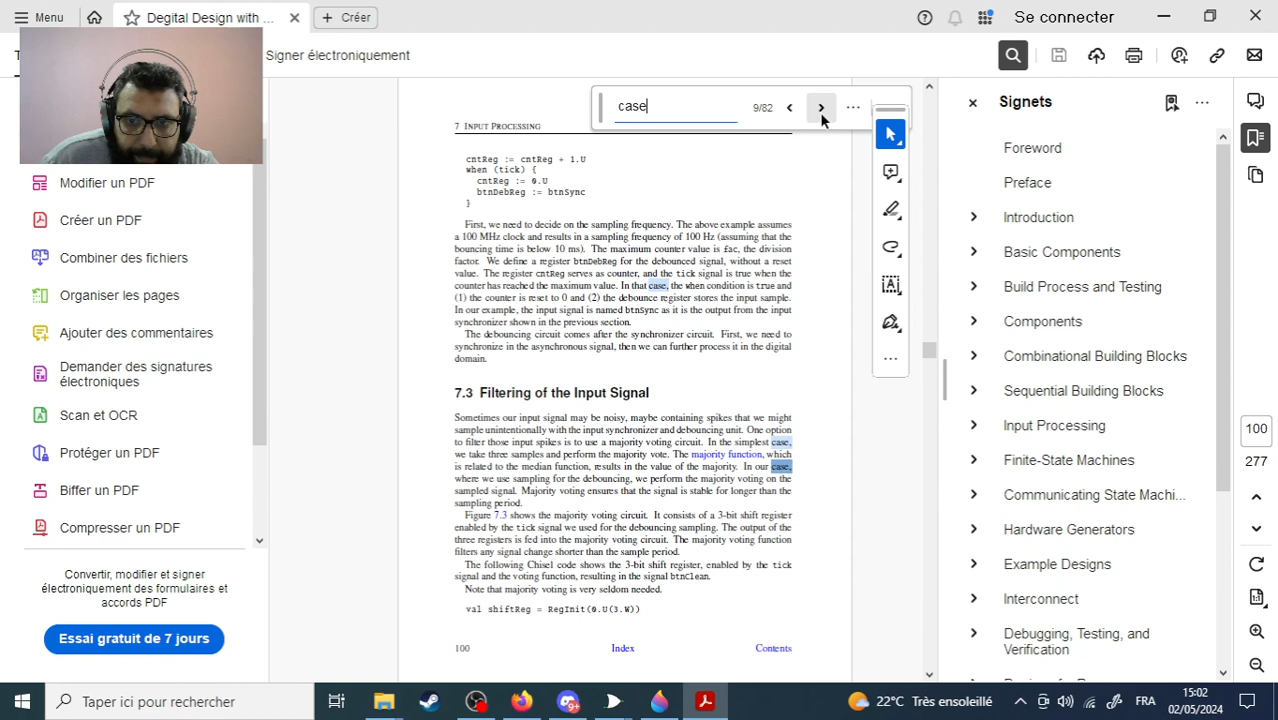 Menu
Degital Design with ...
Créer
Se connecter
T
Signer électroniquement
case
9/82
Modifier un PDF
Créer un PDF
Combiner des fichiers
Organiser les pages
Ajouter des commentaires
Demander des signatures
électroniques
Scan et OCR
Protéger un PDF
Biffer un PDF
Compresser un PDF
Convertir, modifier et signer
électroniquement des formulaires et
accords PDF
Essai gratuit de 7 jours
7 INPUT PROCESSING
cntReg := cntReg + 1.U
when (tick) {
cntReg := 0.U
btnDebReg := btnSync
}
First, we need to decide on the sampling frequency. The above example assumes
a 100 MHz clock and results in a sampling frequency of 100 Hz (assuming that the
bouncing time is below 10 ms). The maximum counter value is fac, the division
factor. We define a register btnDebReg for the debounced signal, without a reset
value. The register cntReg serves as counter, and the tick signal is true when the
counter has reached the maximum value. In that case, the when condition is true and
(1) the counter is reset to 0 and (2) the debounce register stores the input sample.
In our example, the input signal is named btnSync as it is the output from the input
synchronizer shown in the previous section.
The debouncing circuit comes after the synchronizer circuit. First, we need to
synchronize in the asynchronous signal, then we can further process it in the digital
domain.
7.3 Filtering of the Input Signal
Sometimes our input signal may be noisy, maybe containing spikes that we might
sample unintentionally with the input synchronizer and debouncing unit. One option
to filter those input spikes is to use a majority voting circuit. In the simplest case,
we take three samples and perform the majority vote. The majority function, which
is related to the median function, results in the value of the majority. In our case,
where we use sampling for the debouncing, we perform the majority voting on the
sampled signal. Majority voting ensures that the signal is stable for longer than the
sampling period.
Figure 7.3 shows the majority voting circuit. It consists of a 3-bit shift register
enabled by the tick signal we used for the debouncing sampling. The output of the
three registers is fed into the majority voting circuit. The majority voting function
filters any signal change shorter than the sample period.
The following Chisel code shows the 3-bit shift register, enabled by the tick
signal and the voting function, resulting in the signal btnClean.
Note that majority voting is very seldom needed.
val shiftReg = RegInit(0.U(3.W))
100 Index Contents
Signets
Foreword
Preface
Introduction
Basic Components
Build Process and Testing
Components
Combinational Building Blocks
Sequential Building Blocks
Input Processing
Finite-State Machines
Communicating State Machi...
Hardware Generators
Example Designs
Interconnect
Debugging, Testing, and
Verification
100
277
Taper ici pour rechercher
9+
22°C Très ensoleillé
FRA
15:02
02/05/2024